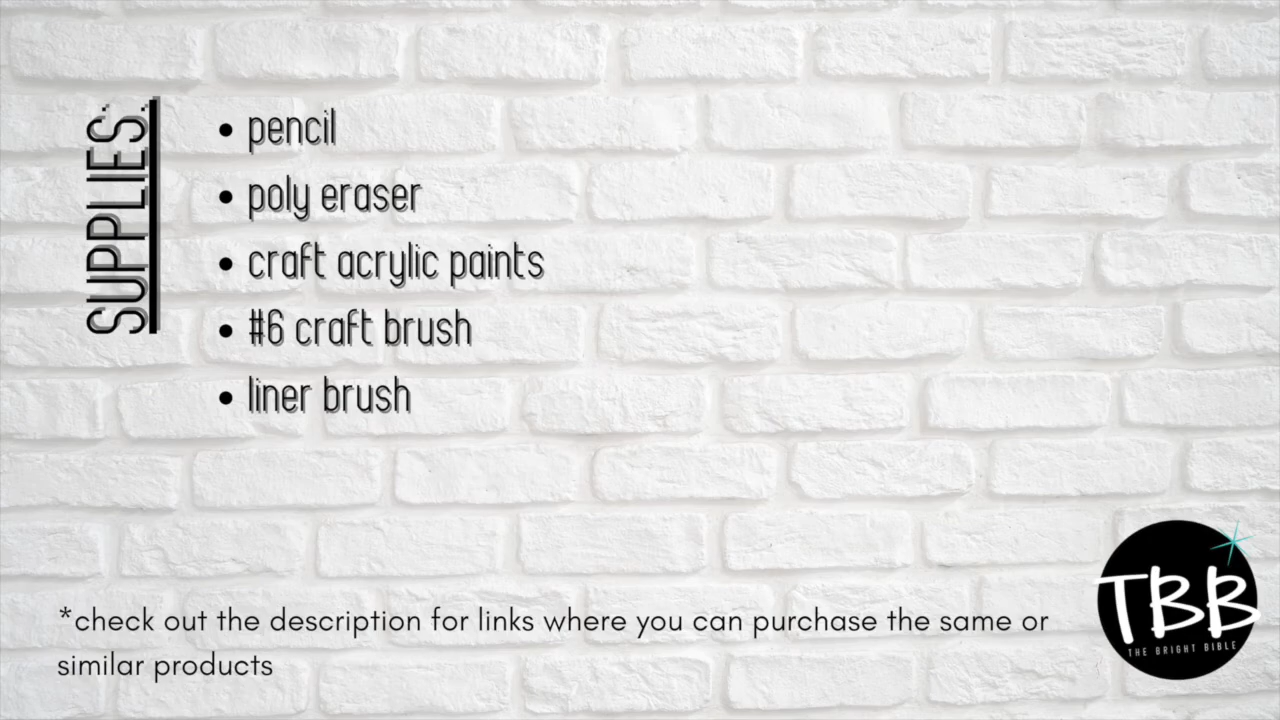 SUPPLIES:
• pencil
• poly eraser
• craft acrylic paints
• #6 craft brush
• liner brush
*check out the description for links where you can purchase the same or
similar products
TBB
THE BRIGHT BIBLE